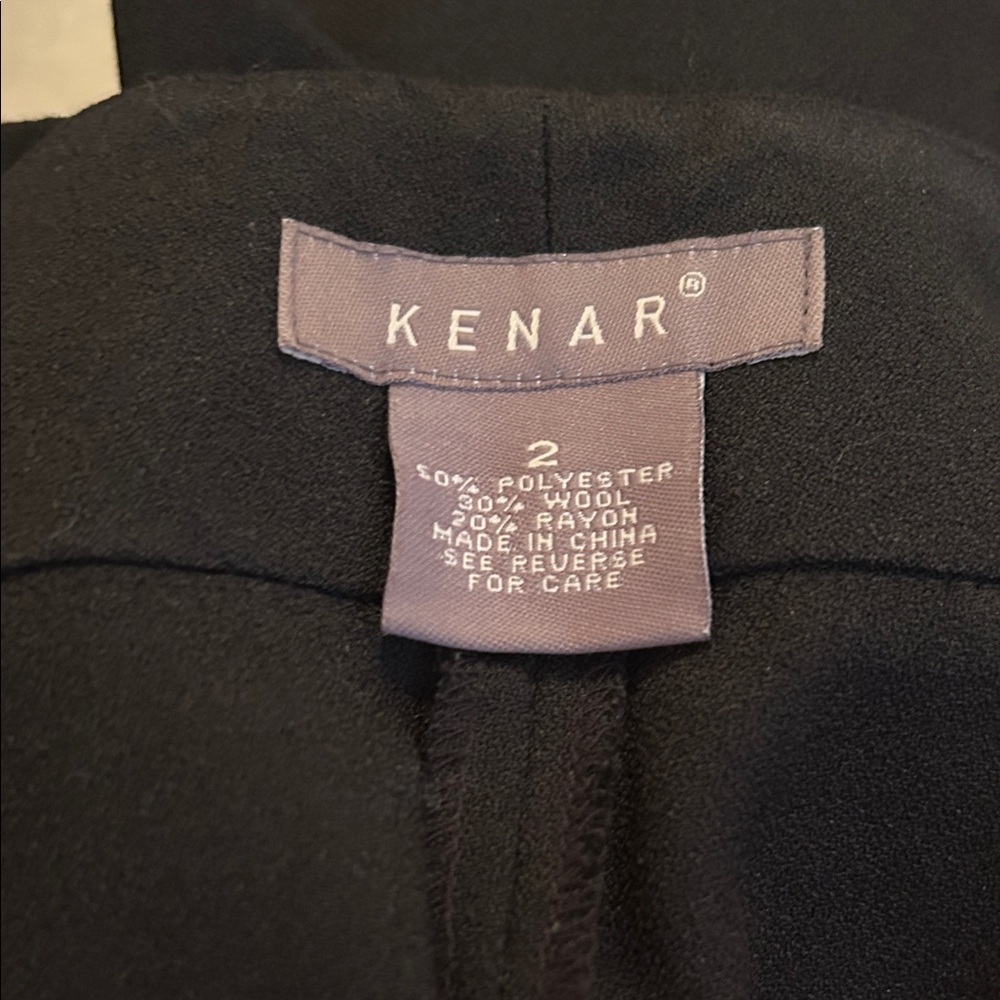 KENAR®
2
50% POLYESTER
30% WOOL
20% RAYON
MADE IN CHINA
SEE REVERSE
FOR CARE